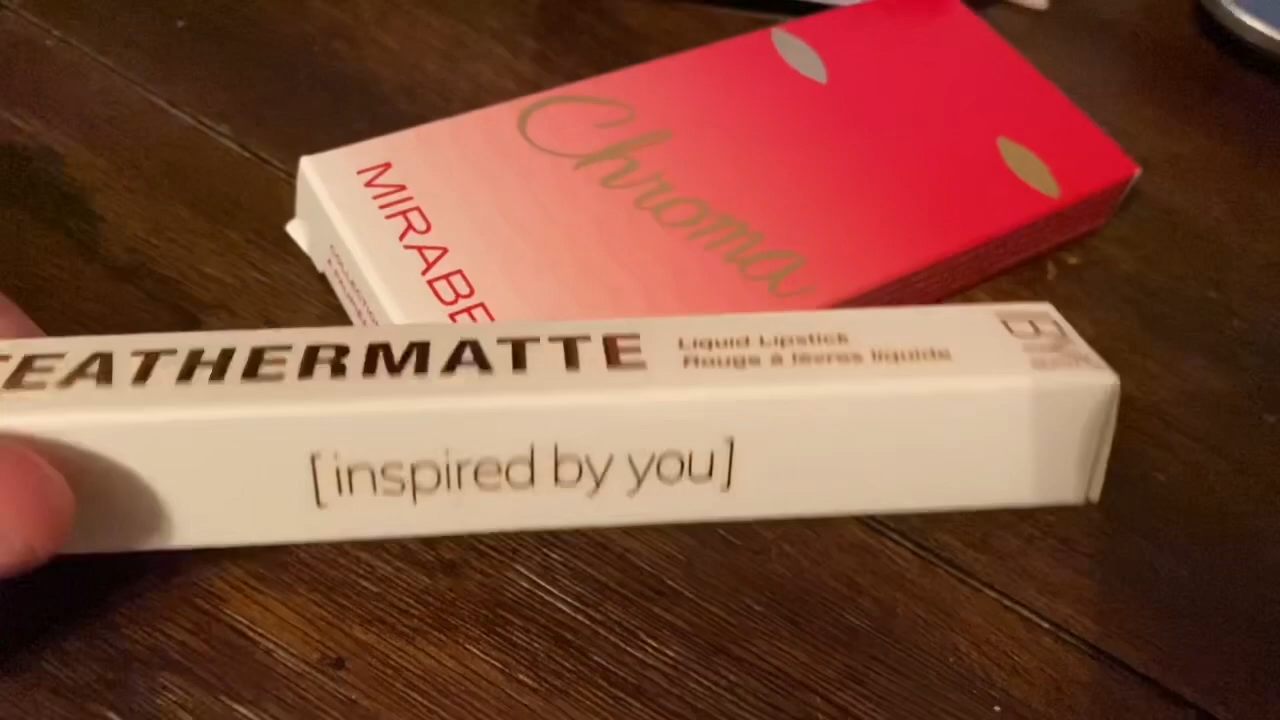 Chroma
MIRABE
EATHERMATTE
Liquid Lipstick
Rouge à lèvres liquide
[inspired by you]